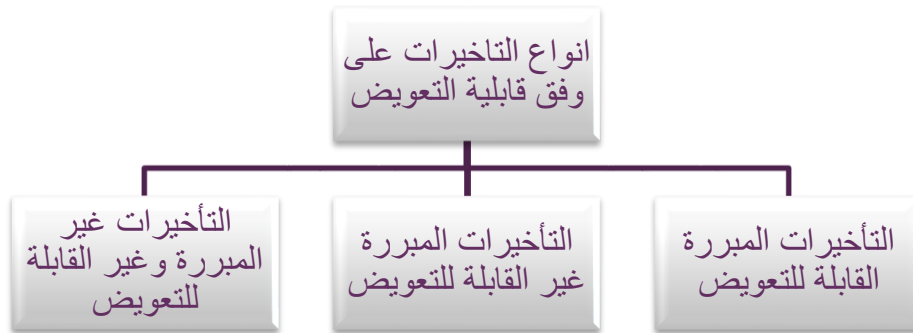 انواع التاخيرات على
وفق قابلية التعويض
التأخيرات المبررة
القابلة للتعويض
التأخيرات المبررة
غير القابلة للتعويض
التأخيرات غير
المبررة وغير القابلة
للتعويض